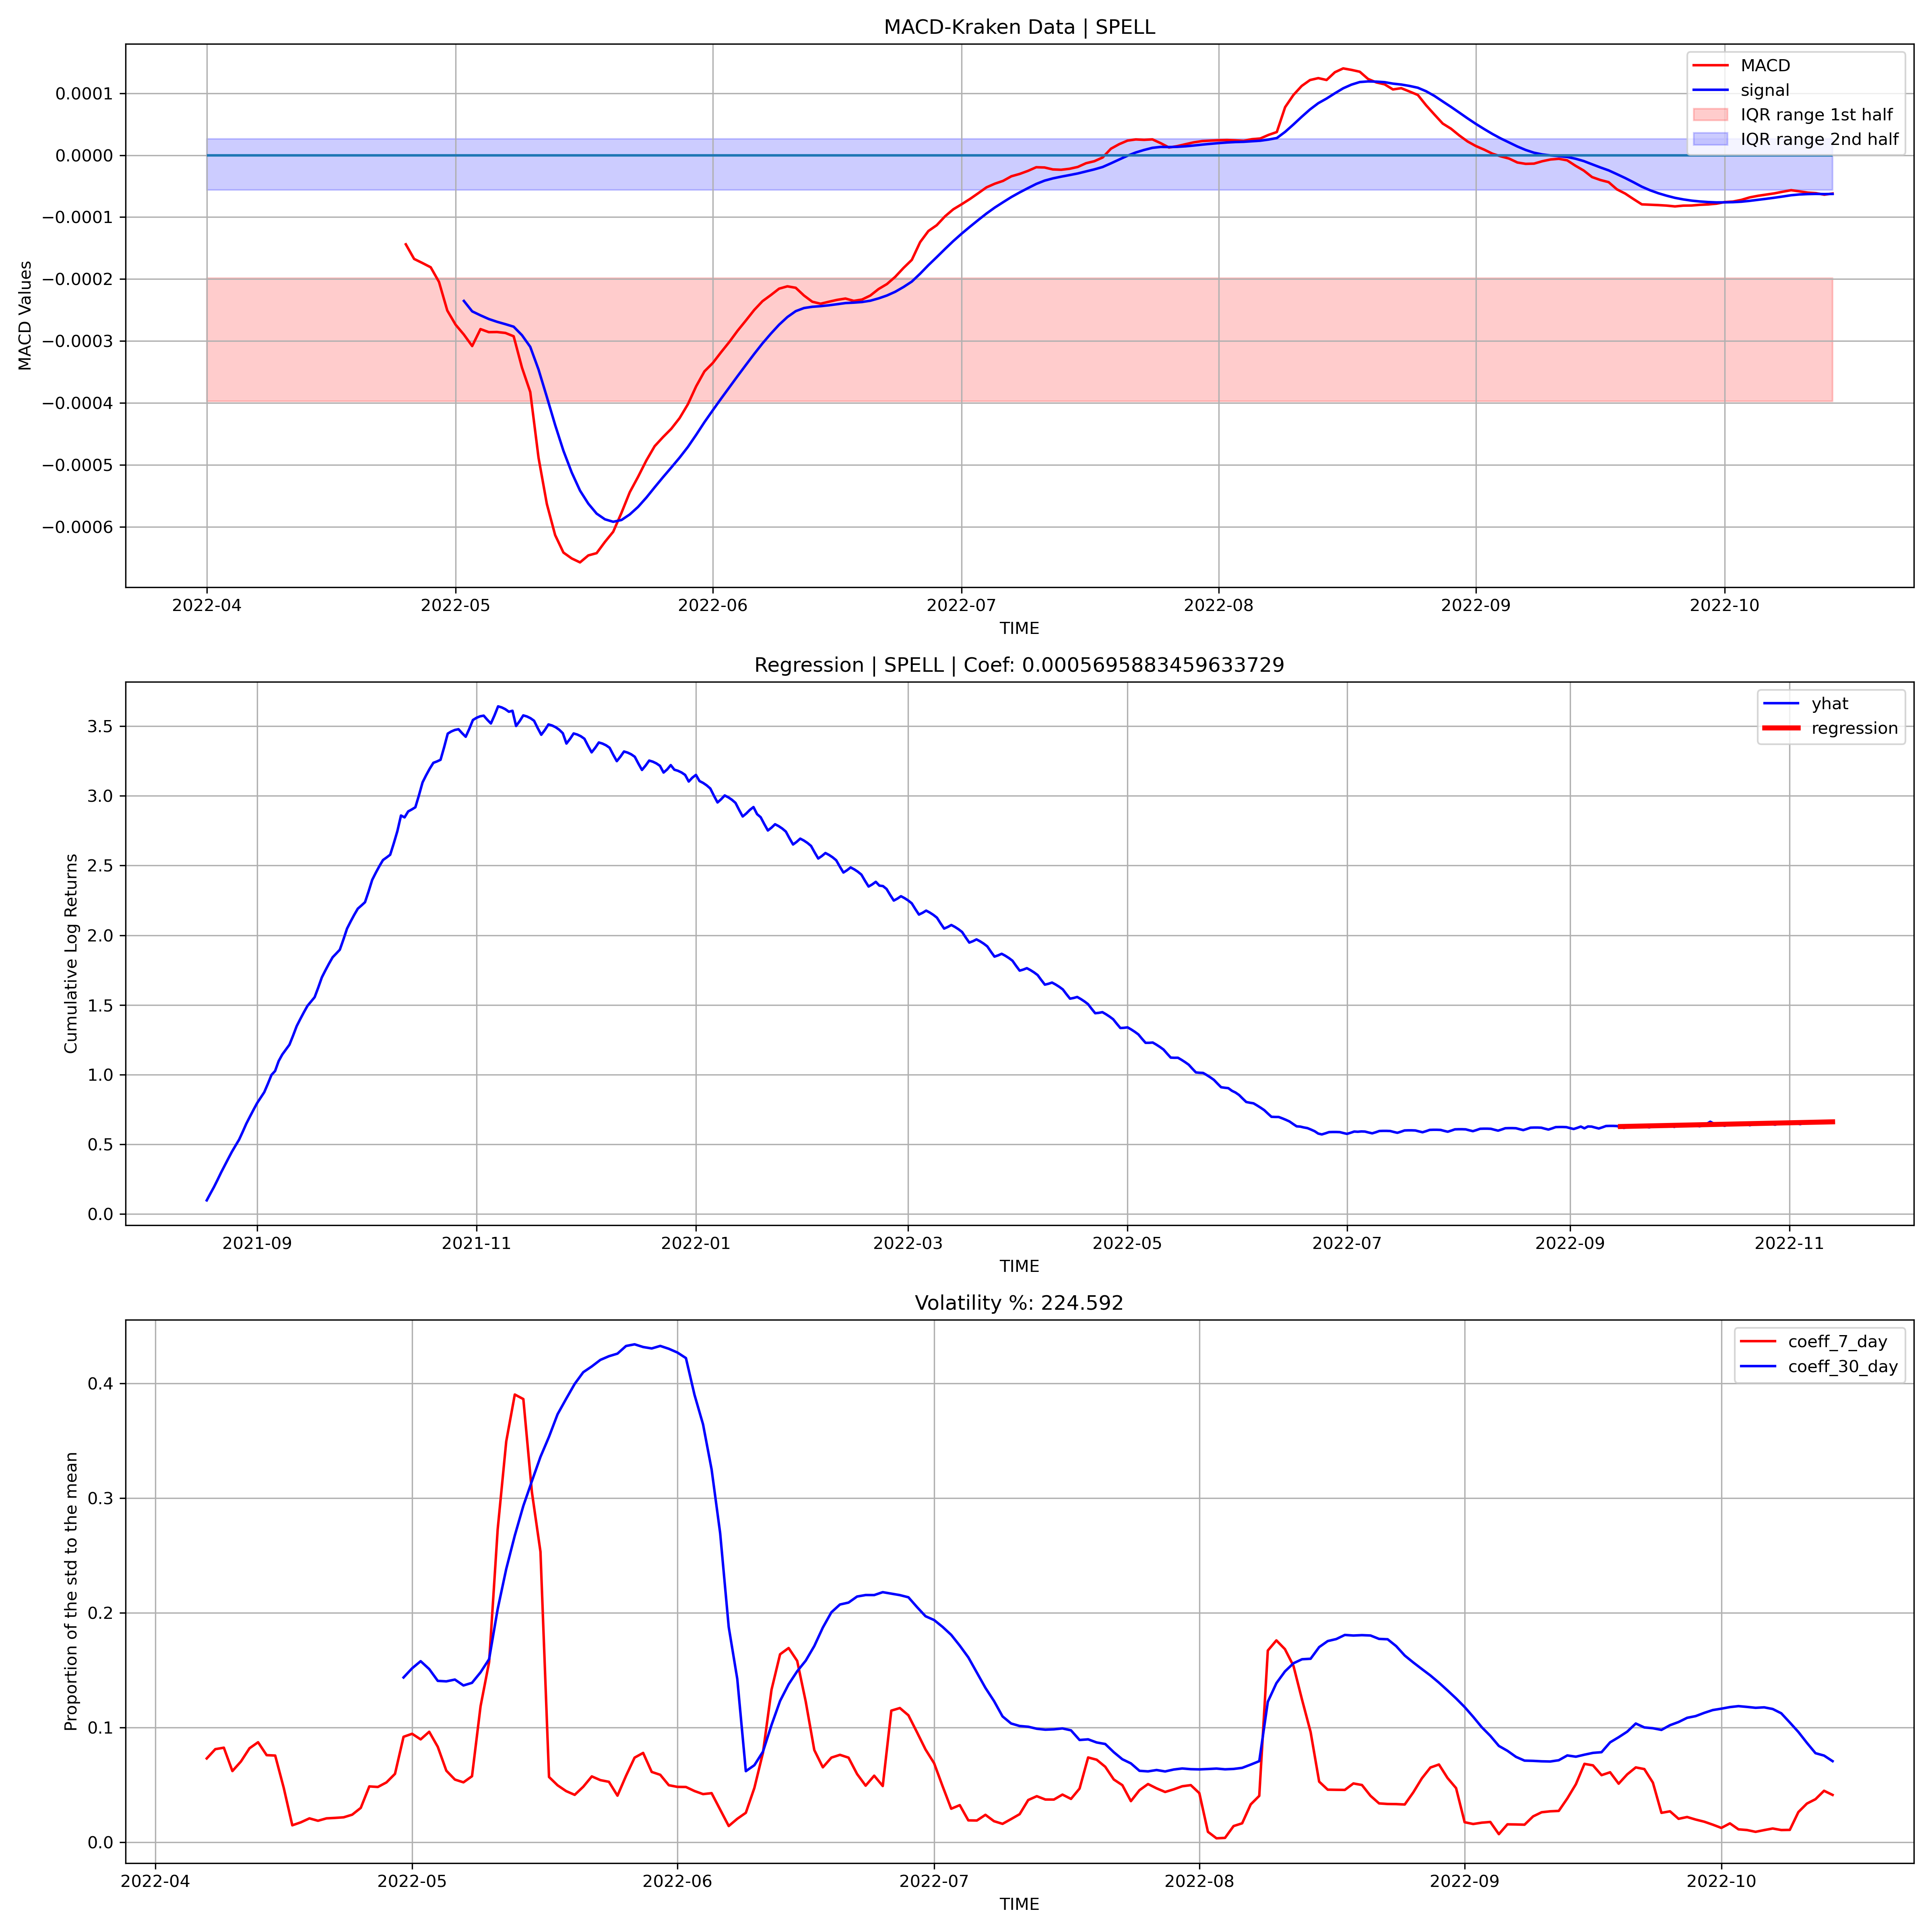 MACD-Kraken Data | SPELL
MACD
signal
IQR range 1st half
IQR range 2nd half
MACD Values
0.0001
0.0000
−0.0001
−0.0002
−0.0003
−0.0004
−0.0005
−0.0006
2022-04 2022-05 2022-06 2022-07 2022-08 2022-09 2022-10
TIME
Regression | SPELL | Coef: 0.0005695883459633729
yhat
regression
Cumulative Log Returns
3.5
3.0
2.5
2.0
1.5
1.0
0.5
0.0
2021-09 2021-11 2022-01 2022-03 2022-05 2022-07 2022-09 2022-11
TIME
Volatility %: 224.592
coeff_7_day
coeff_30_day
Proportion of the std to the mean
0.4
0.3
0.2
0.1
0.0
2022-04 2022-05 2022-06 2022-07 2022-08 2022-09 2022-10
TIME